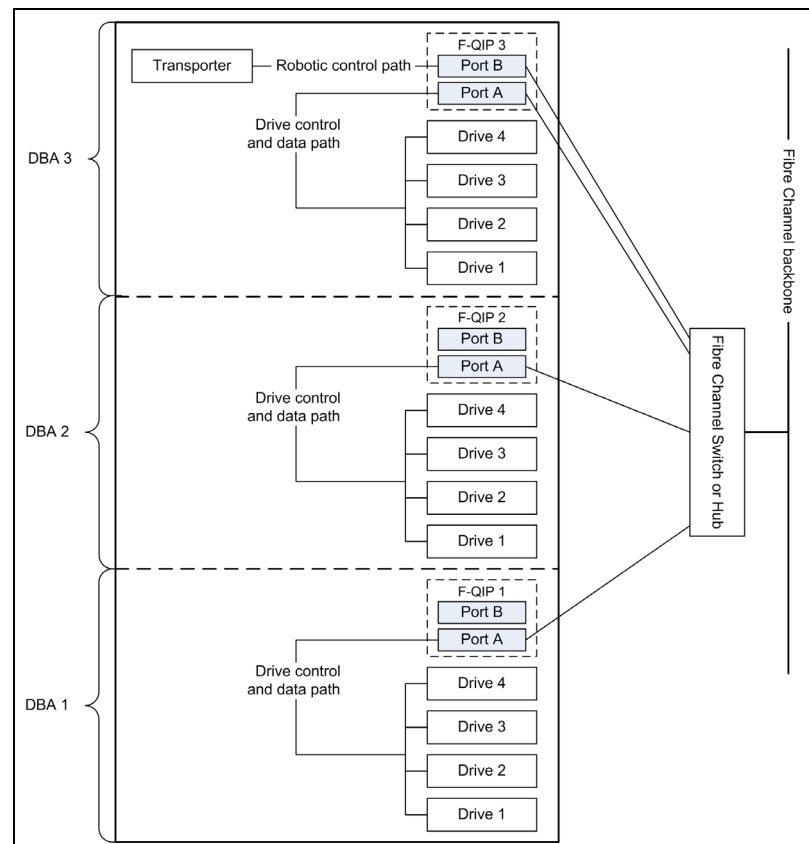 F-QIP 3
Transporter
Robotic control path
Port B
Port A
Drive control
and data path
Drive 4
Drive 3
Drive 2
Drive 1
DBA 3
F-QIP 2
Port B
Port A
Drive control
and data path
Drive 4
Drive 3
Drive 2
Drive 1
DBA 2
F-QIP 1
Port B
Port A
Drive control
and data path
Drive 4
Drive 3
Drive 2
Drive 1
DBA 1
Fibre Channel Switch or Hub
Fibre Channel backbone